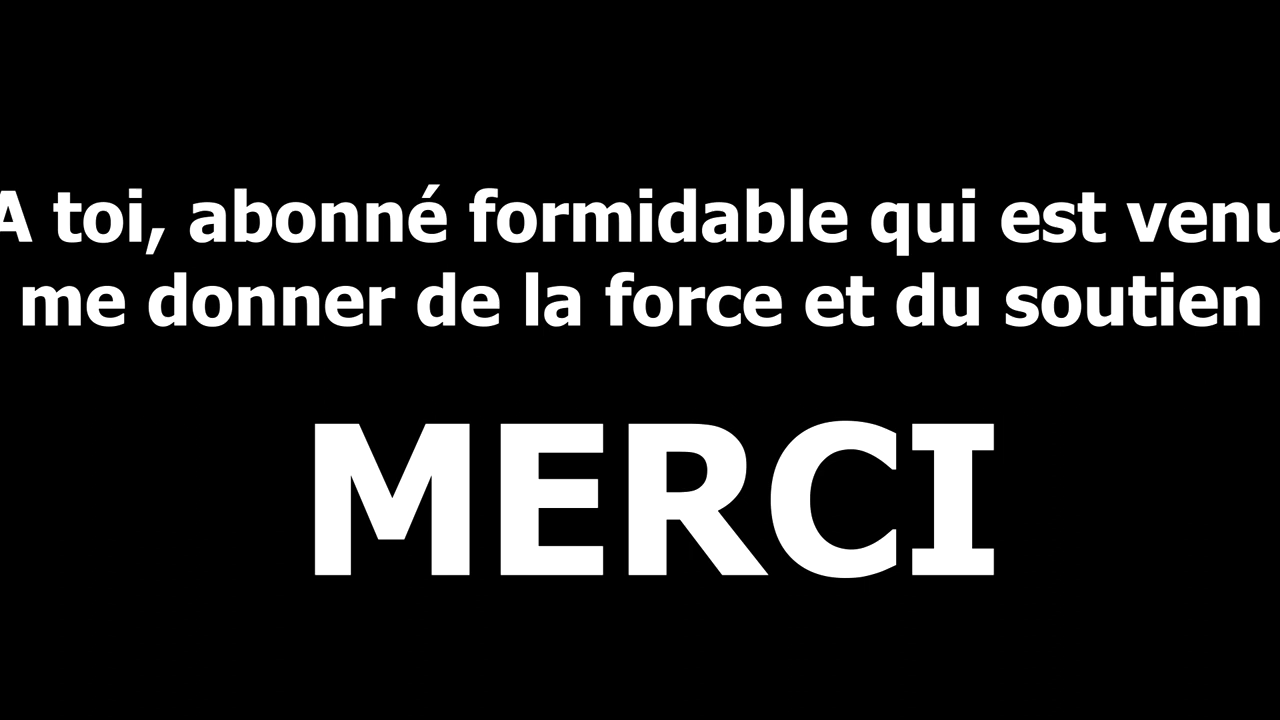 A toi, abonné formidable qui est venu
me donner de la force et du soutien
MERCI